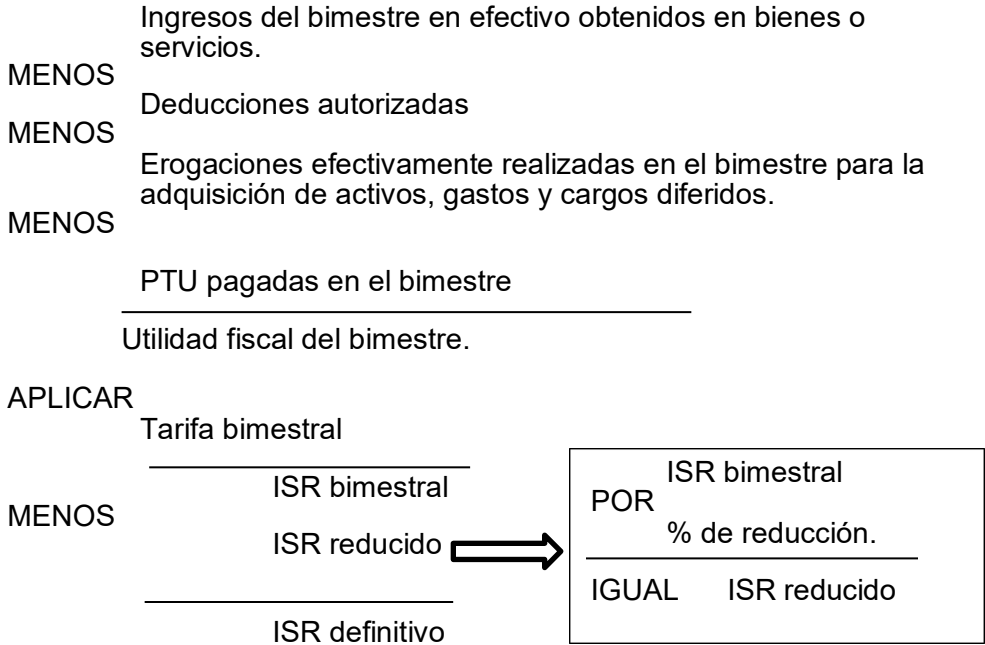 Ingresos del bimestre en efectivo obtenidos en bienes o
servicios.
MENOS
Deducciones autorizadas
MENOS
Erogaciones efectivamente realizadas en el bimestre para la
adquisición de activos, gastos y cargos diferidos.
MENOS
PTU pagadas en el bimestre
Utilidad fiscal del bimestre.
APLICAR
Tarifa bimestral
ISR bimestral
MENOS
ISR reducido
ISR definitivo
ISR bimestral
POR
% de reducción.
IGUAL ISR reducido